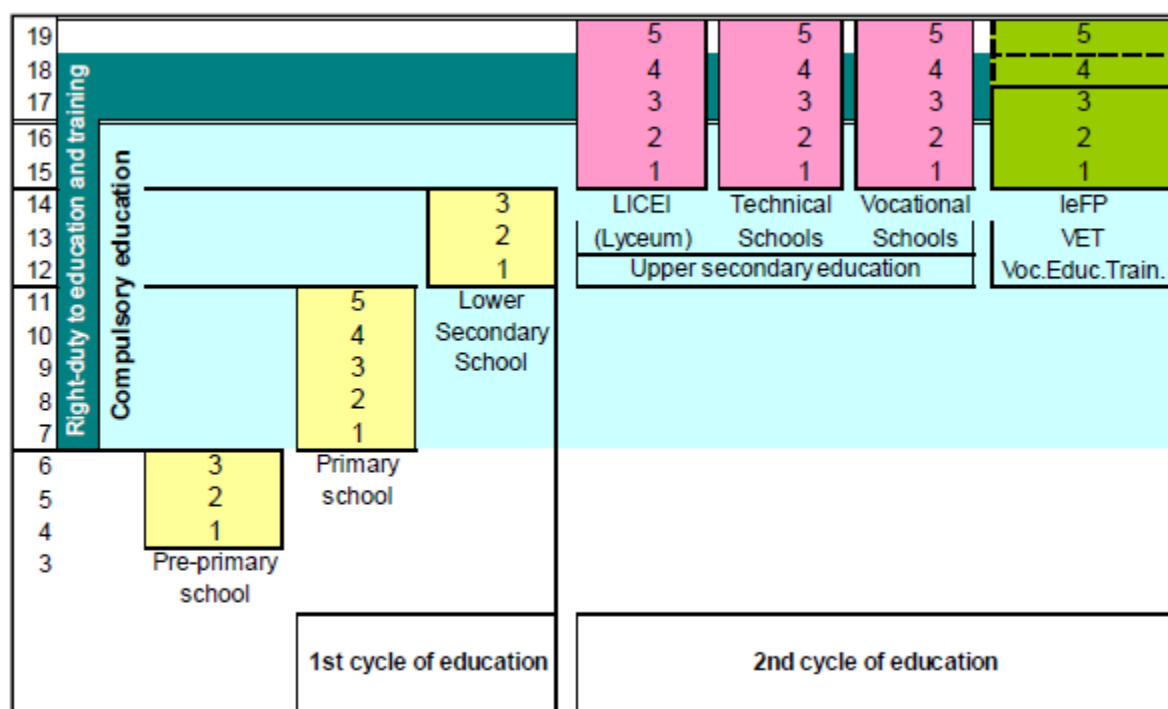 19 5 5 5 5
18 4 4 4 4
17 3 3 3 3
16 2 2 2 2
15 1 1 1 1
Right-duty to education and training
Compulsory education
14 3 LICEI Technical Vocational IeFP
13 2 (Lyceum) Schools Schools VET
12 1 Upper secondary education Voc.Educ.Train.
11 5 Lower
10 4 Secondary
9 3 School
8 2
7 1
6 3 Primary
5 2 school
4 1
3 Pre-primary
school
1st cycle of education 2nd cycle of education